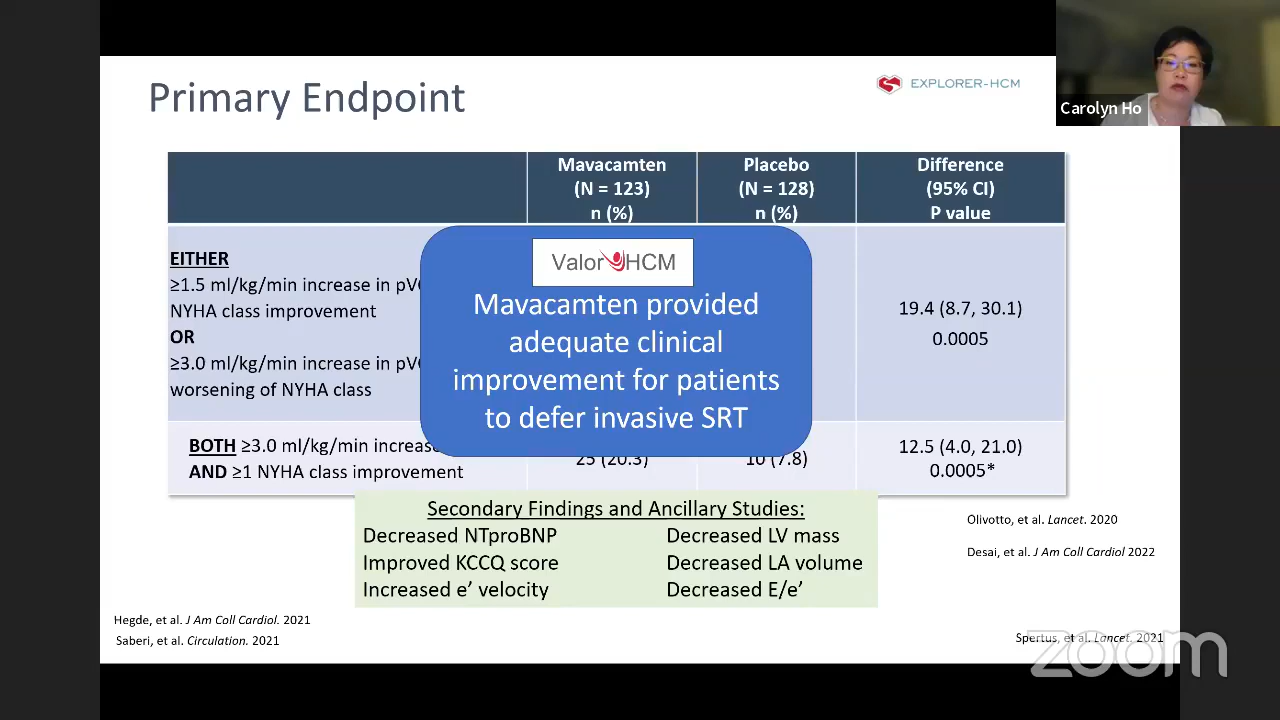 Primary Endpoint
EXPLORER-HCM
Carolyn Ho
Mavacamten
(N = 123)
n (%)
Placebo
(N = 128)
n (%)
Difference
(95% CI)
P value
EITHER
≥1.5 ml/kg/min increase in
NYHA class improvement
OR
≥3.0 ml/kg/min increase in
worsening of NYHA class
19.4 (8.7, 30.1)
0.0005
Valor HCM
Mavacamten provided
adequate clinical
improvement for patients
to defer invasive SRT
BOTH ≥3.0 ml/kg/min
AND ≥1 NYHA class improvement
25 (20.3)
10 (7.8)
12.5 (4.0, 21.0)
0.0005*
Secondary Findings and Ancillary Studies:
Decreased NTproBNP
Improved KCCQ score
Increased e’ velocity
Decreased LV mass
Decreased LA volume
Decreased E/e’
Olivotto, et al. Lancet. 2020
Desai, et al. J Am Coll Cardiol 2022
Hegde, et al. J Am Coll Cardiol. 2021
Saberi, et al. Circulation. 2021
Spertus, et al. Lancet. 2021
zoom